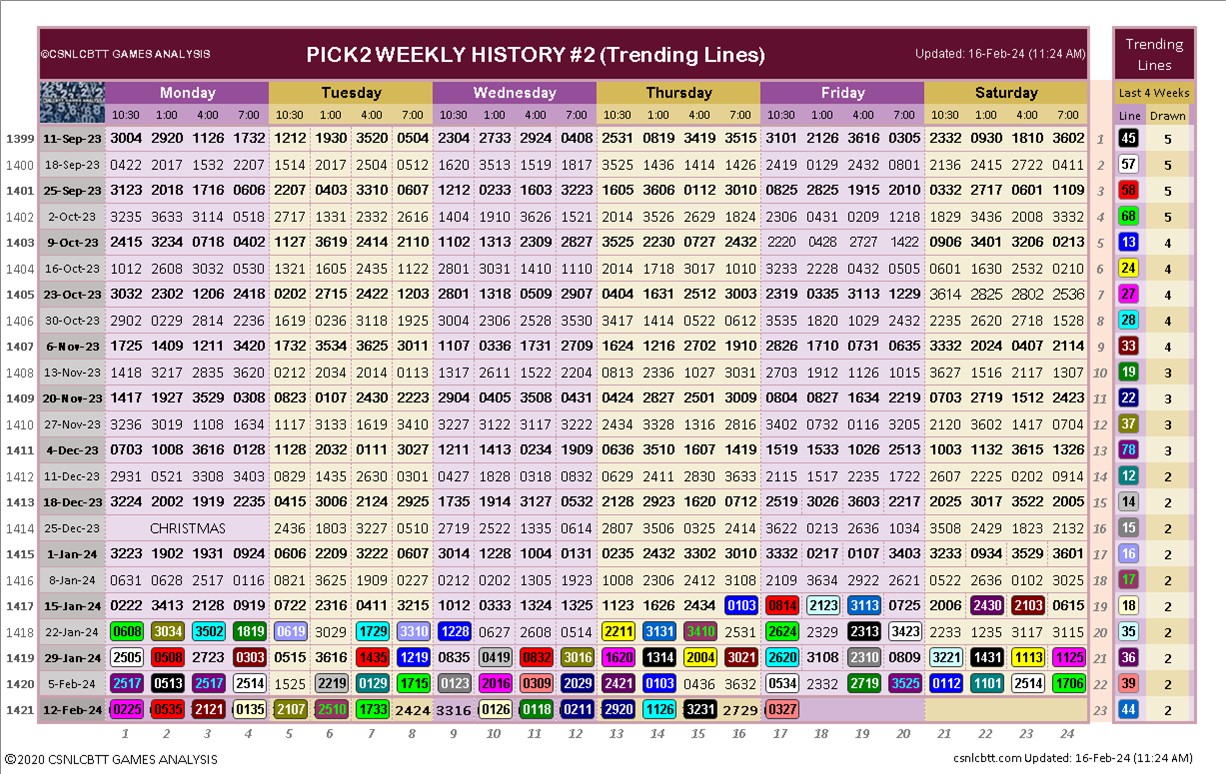 ©CSNLCBTT GAMES ANALYSIS PICK2 WEEKLY HISTORY #2 (Trending Lines) Updated: 16-Feb-24 (11:24 AM) Trending Lines
Monday Tuesday Wednesday Thursday Friday Saturday Last 4 Weeks
10:30 1:00 4:00 7:00 10:30 1:00 4:00 7:00 10:30 1:00 4:00 7:00 10:30 1:00 4:00 7:00 10:30 1:00 4:00 7:00 10:30 1:00 4:00 7:00 Line Drawn
1399 11-Sep-23 3004 2920 1126 1732 1212 1930 3520 0504 2304 2733 2924 0408 2531 0819 3419 3515 3101 2126 3616 0305 2332 0930 1810 3602 1 45 5
1400 18-Sep-23 0422 2017 1532 2207 1514 2017 2504 0512 1620 3513 1519 1817 3525 1436 1414 1426 2419 0129 2432 0801 2136 2415 2722 0411 2 57 5
1401 25-Sep-23 3123 2018 1716 0606 2207 0403 3310 0607 1212 0233 1603 3223 1605 3606 0112 3010 0825 2825 1915 2010 0332 2717 0601 1109 3 58 5
1402 2-Oct-23 3235 3633 3114 0518 2717 1331 2332 2616 1404 1910 3626 1521 2014 3526 2629 1824 2306 0431 0209 1218 1829 3436 2008 3332 4 68 5
1403 9-Oct-23 2415 3234 0718 0402 1127 3619 2414 2110 1102 1313 2309 2827 3525 2230 0727 2432 2220 0428 2727 1422 0906 3401 3206 0213 5 13 4
1404 16-Oct-23 1012 2608 3032 0530 1321 1605 2435 1122 2801 3031 1410 1110 2014 1718 3017 1010 3233 2228 0432 0505 0601 1630 2532 0210 6 24 4
1405 23-Oct-23 3032 2302 1206 2418 0202 2715 2422 1203 2801 1318 0509 2907 0404 1631 2512 3003 2319 0335 3113 1229 3614 2825 2802 2536 7 27 4
1406 30-Oct-23 2902 0229 2814 2236 1619 0236 3118 1923 3004 2306 2528 3530 3417 1414 0522 0612 3535 1820 1029 2432 2235 2620 2718 1528 8 28 4
1407 6-Nov-23 1725 1409 1211 3420 1732 3534 3625 3011 1107 0336 1731 2709 1624 1216 2702 1910 2826 1710 0731 0635 3332 2024 0407 2114 9 33 4
1408 13-Nov-23 1418 3217 2835 3620 0212 2034 2014 0113 1317 2611 1522 2204 0813 2336 1027 3031 2703 1912 1126 1015 3627 1516 2117 1307 10 19 3
1409 20-Nov-23 1417 1927 3529 0308 0823 0107 2430 2223 2904 0405 3508 0431 0424 2827 2501 3009 0804 0827 1634 2219 0703 2719 1512 2423 11 22 3
1410 27-Nov-23 3236 3019 1108 1634 1117 3133 1619 3410 3227 3122 3117 3222 2434 3328 1316 2816 3402 0732 0116 3205 2120 3602 1417 0704 12 37 3
1411 4-Dec-23 0703 1008 3616 0128 1128 2032 0111 3027 1211 1413 0234 1909 0636 3510 1607 1419 1519 1533 1026 2513 1003 1132 3615 1326 13 78 3
1412 11-Dec-23 2931 0521 3308 3403 0829 1435 2630 0301 0427 1828 0318 0832 0629 2411 2830 3633 2115 1517 2235 1722 2607 2225 0202 0914 14 12 2
1413 18-Dec-23 3224 2002 1919 2235 0415 3006 2124 2925 1735 1914 3127 0532 2128 2923 1620 0712 2519 3026 3603 2217 2025 3017 3522 2005 15 14 2
1414 25-Dec-23 CHRISTMAS 2436 1803 3227 0510 2719 2522 1335 0614 2807 3506 0325 2414 3622 0213 2636 1034 3508 2429 1823 2132 16 15 2
1415 1-Jan-24 3223 1902 1931 0924 0606 2209 3222 0607 3014 1228 1004 0131 0235 2432 3302 3010 3332 0217 0107 3403 3233 0934 3529 3601 17 16 2
1416 8-Jan-24 0631 0628 2517 0116 0821 3625 1909 0227 0212 0202 1305 1923 1008 2306 2412 3108 2109 3634 2922 2621 0522 2636 0102 3025 18 17 2
1417 15-Jan-24 0222 3413 2128 0919 0722 2316 0411 3215 1012 0333 1324 1325 1123 1626 2434 0103 0814 2123 3113 0725 2006 2430 2103 0615 19 18 2
1418 22-Jan-24 0608 3034 3502 1819 0619 3029 1729 3310 1228 0627 2608 0514 2211 3131 3410 2531 2624 2329 2313 3423 2233 1235 3117 3115 20 35 2
1419 29-Jan-24 2505 0508 2723 0303 0515 3616 1435 1219 0835 0419 0832 3016 1620 1314 2004 3021 2620 3108 2310 0809 3221 1431 1113 1125 21 36 2
1420 5-Feb-24 2517 0513 2517 2514 1525 2219 0129 1715 0123 2016 0309 2029 2421 0103 0436 3632 0534 2332 2719 3525 0112 1101 2514 1706 22 39 2
1421 12-Feb-24 0225 0535 2121 0135 2107 2510 1733 2424 3316 0126 0118 0211 2920 1126 3231 2729 0327 23 44 2
1 2 3 4 5 6 7 8 9 10 11 12 13 14 15 16 17 18 19 20 21 22 23 24
©2020 CSNLCBTT GAMES ANALYSIS csnlcbtt.com Updated: 16-Feb-24 (11:24 AM)